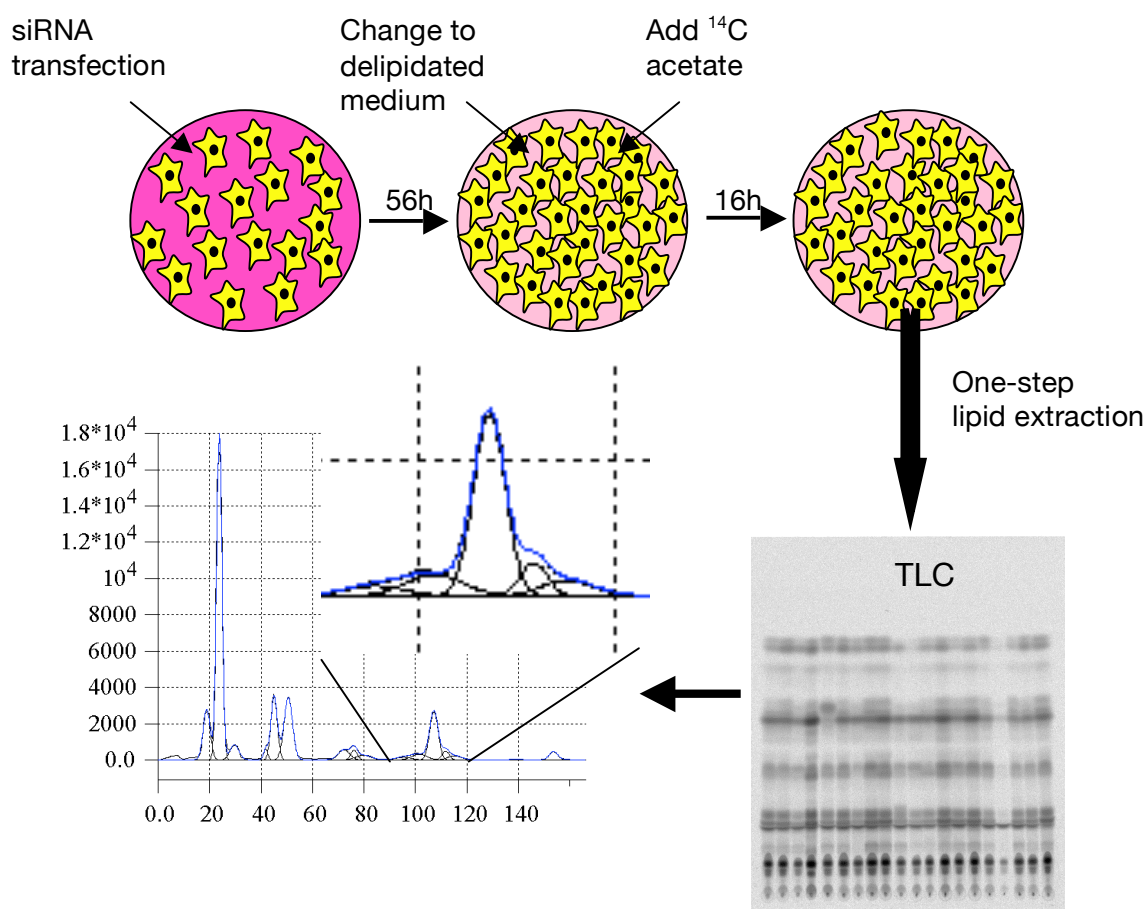 siRNA
transfection
Change to
delipidated
medium
Add ¹⁴C
acetate
56h
16h
One-step
lipid extraction
TLC
1.8*10⁴
1.6*10⁴
1.4*10⁴
1.2*10⁴
10⁴
8000
6000
4000
2000
0.0
0.0 20 40 60 80 100 120 140